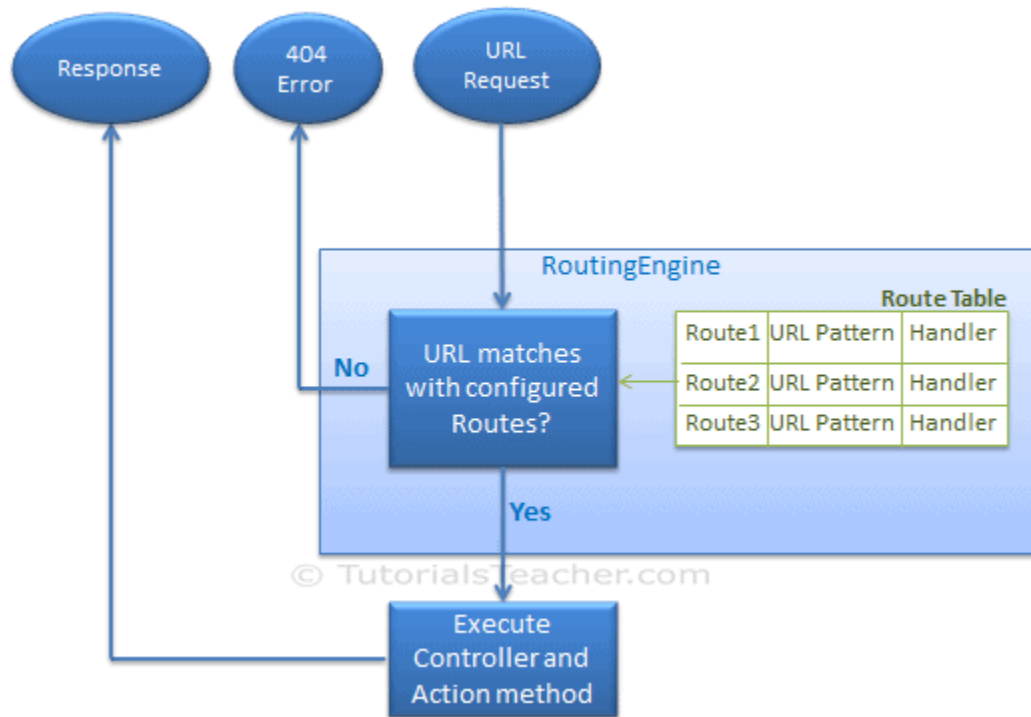 Response
404
Error
URL
Request
RoutingEngine
Route Table
Route1 URL Pattern Handler
Route2 URL Pattern Handler
Route3 URL Pattern Handler
URL matches
with configured
Routes?
No
Yes
© TutorialsTeacher.com
Execute
Controller and
Action method